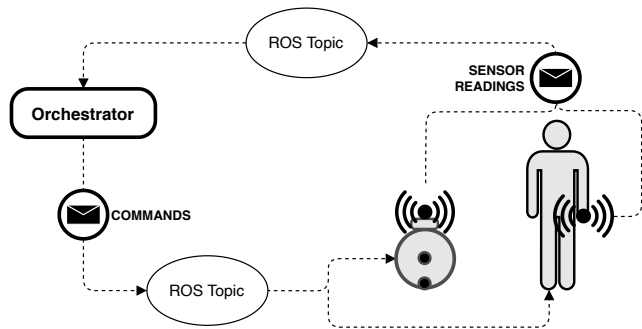 ROS Topic
SENSOR
READINGS
Orchestrator
COMMANDS
ROS Topic